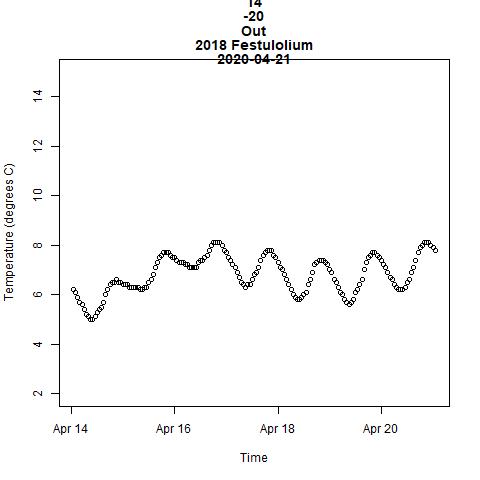 14
-20
Out
2018 Festulolium
2020-04-21
Temperature (degrees C)
14
12
10
8
6
4
2
Apr 14
Apr 16
Apr 18
Apr 20
Time